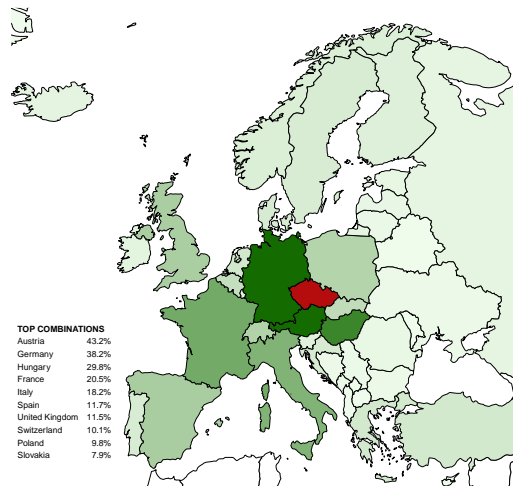 TOP COMBINATIONS
Austria 43.2%
Germany 38.2%
Hungary 29.8%
France 20.5%
Italy 18.2%
Spain 11.7%
United Kingdom 11.5%
Switzerland 10.1%
Poland 9.8%
Slovakia 7.9%